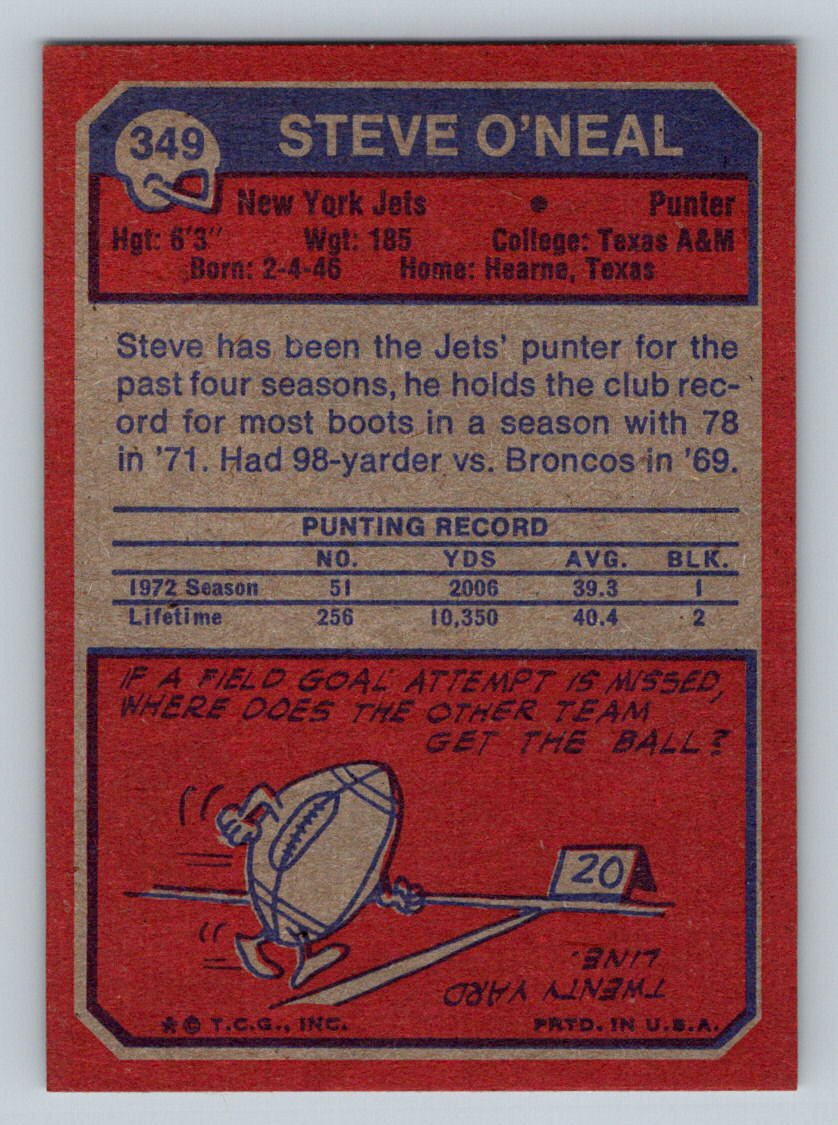 349 STEVE O'NEAL
New York Jets • Punter
Hgt: 6'3" Wgt: 185 College: Texas A&M
Born: 2-4-46 Home: Hearne, Texas
Steve has been the Jets' punter for the
past four seasons, he holds the club rec-
ord for most boots in a season with 78
in '71. Had 98-yarder vs. Broncos in '69.
PUNTING RECORD
NO. YDS AVG. BLK.
1972 Season 51 2006 39.3 1
Lifetime 256 10,350 40.4 2
IF A FIELD GOAL ATTEMPT IS MISSED,
WHERE DOES THE OTHER TEAM
GET THE BALL?
20
TWENTY YARD
LINE.
★ © T.C.G., INC. PRTD. IN U.S.A.